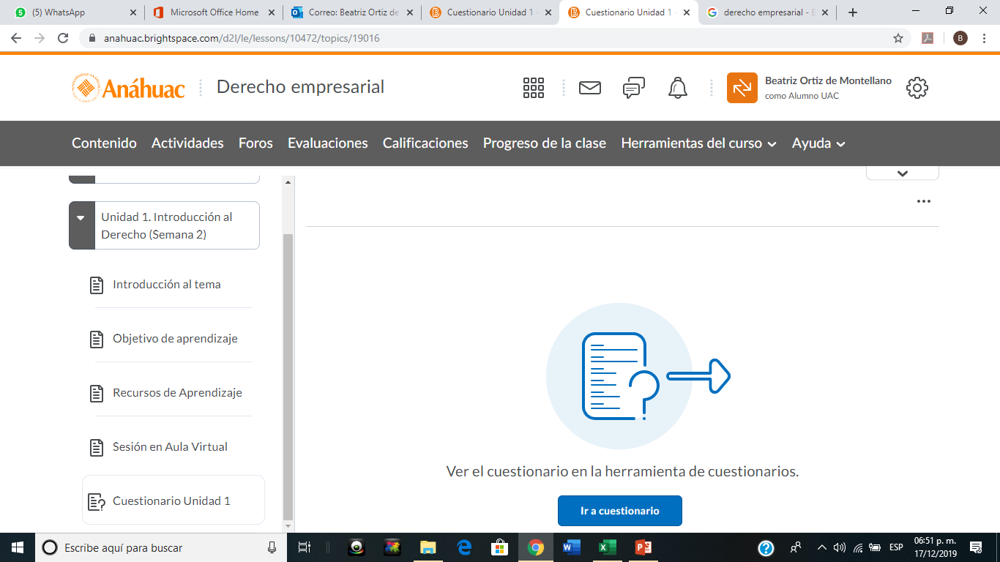 (5) WhatsApp
Microsoft Office Home
Correo: Beatriz Ortiz de
Cuestionario Unidad 1 -
Cuestionario Unidad 1 -
derecho empresarial -
anahuac.brightspace.com/d2l/le/lessons/10472/topics/19016
B
Anáhuac
Derecho empresarial
Beatriz Ortiz de Montellano
como Alumno UAC
Contenido
Actividades
Foros
Evaluaciones
Calificaciones
Progreso de la clase
Herramientas del curso
Ayuda
Unidad 1. Introducción al
Derecho (Semana 2)
Introducción al tema
Objetivo de aprendizaje
Recursos de Aprendizaje
Sesión en Aula Virtual
Cuestionario Unidad 1
Ver el cuestionario en la herramienta de cuestionarios.
Ir a cuestionario
Escribe aquí para buscar
ESP
06:51 p. m.
17/12/2019